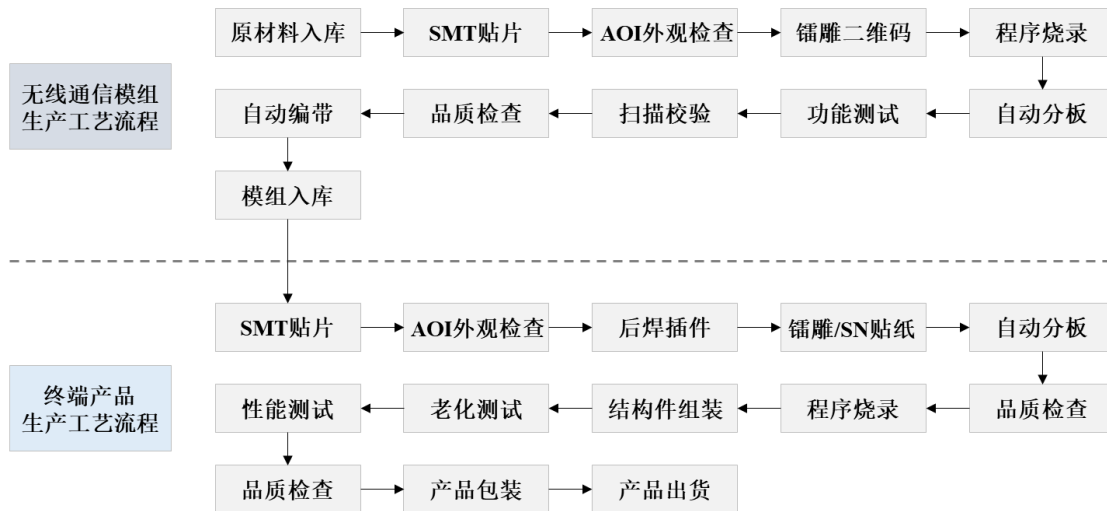 原材料入库
SMT贴片
AOI外观检查
镭雕二维码
程序烧录
无线通信模组
生产工艺流程
自动编带
品质检查
扫描校验
功能测试
自动分板
模组入库
SMT贴片
AOI外观检查
后焊插件
镭雕/SN贴纸
自动分板
终端产品
生产工艺流程
性能测试
老化测试
结构件组装
程序烧录
品质检查
品质检查
产品包装
产品出货